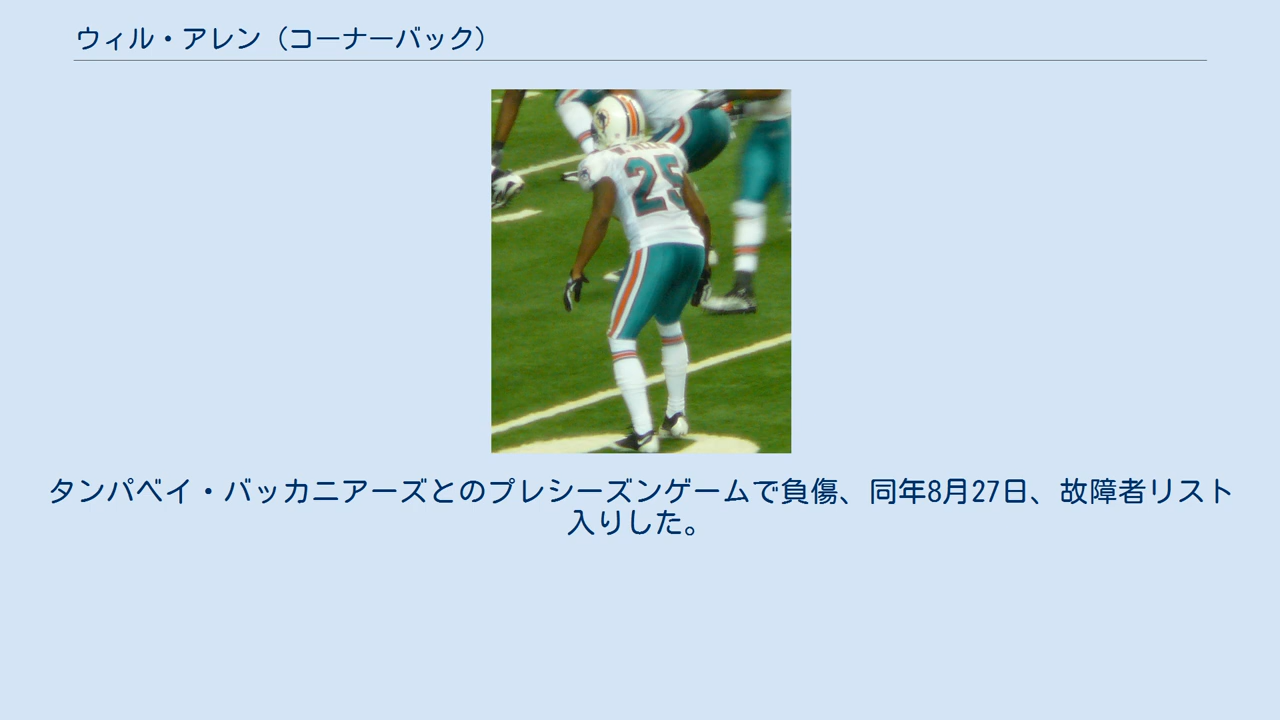 ウィル・アレン（コーナーバック）
25
タンパベイ・バッカニアーズとのプレシーズンゲームで負傷、同年8月27日、故障者リスト
入りした。